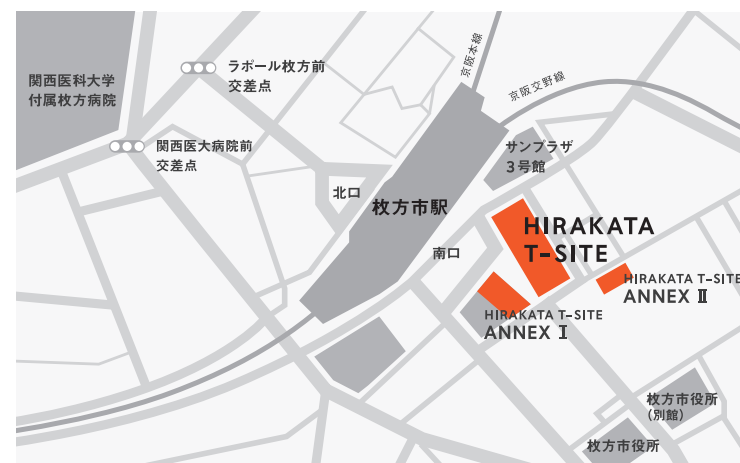 関西医科大学
付属枚方病院
ラポール枚方前
交差点
関西医大病院前
交差点
京阪本線
京阪交野線
サンプラザ
3号館
北口
枚方市駅
南口
HIRAKATA
T-SITE
HIRAKATA T-SITE
ANNEX Ⅱ
HIRAKATA T-SITE
ANNEX Ⅰ
枚方市役所
(別館)
枚方市役所